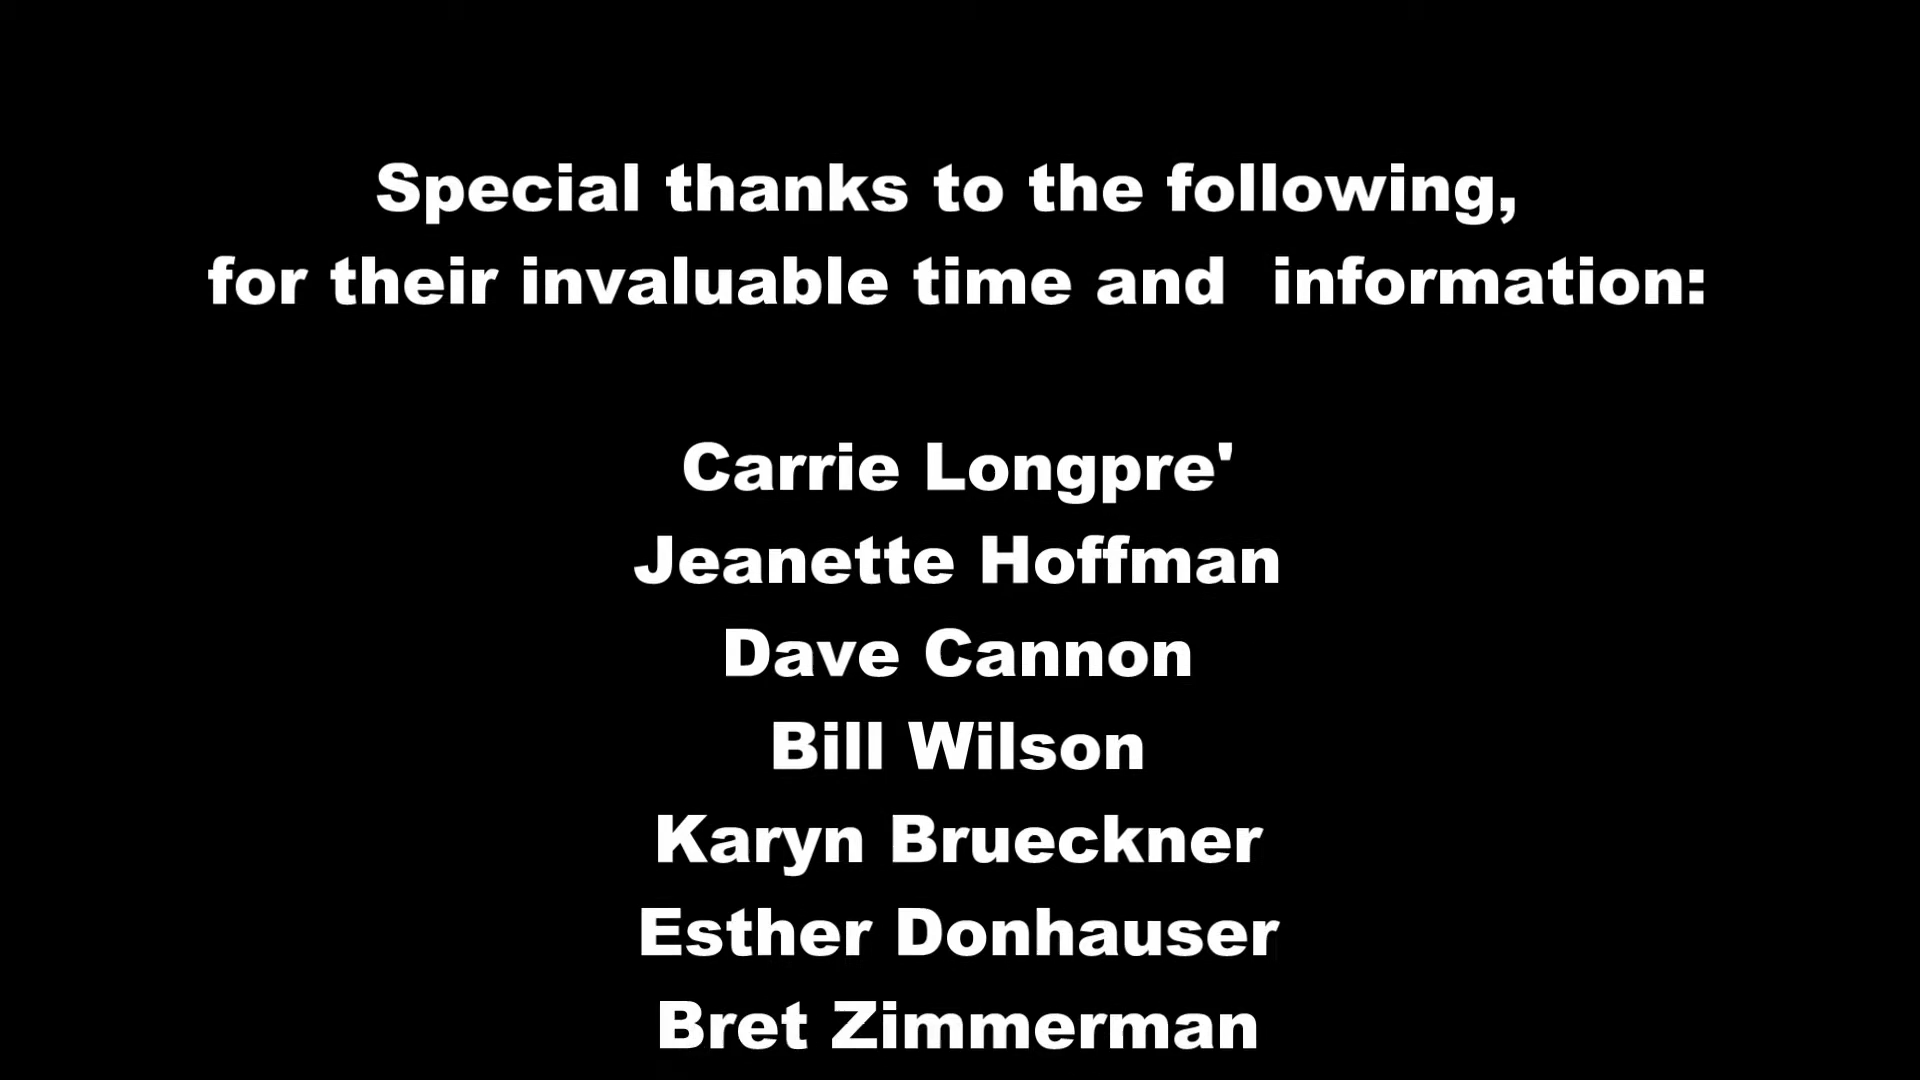 Special thanks to the following,
for their invaluable time and  information:
Carrie Longpre'
Jeanette Hoffman
Dave Cannon
Bill Wilson
Karyn Brueckner
Esther Donhauser
Bret Zimmerman